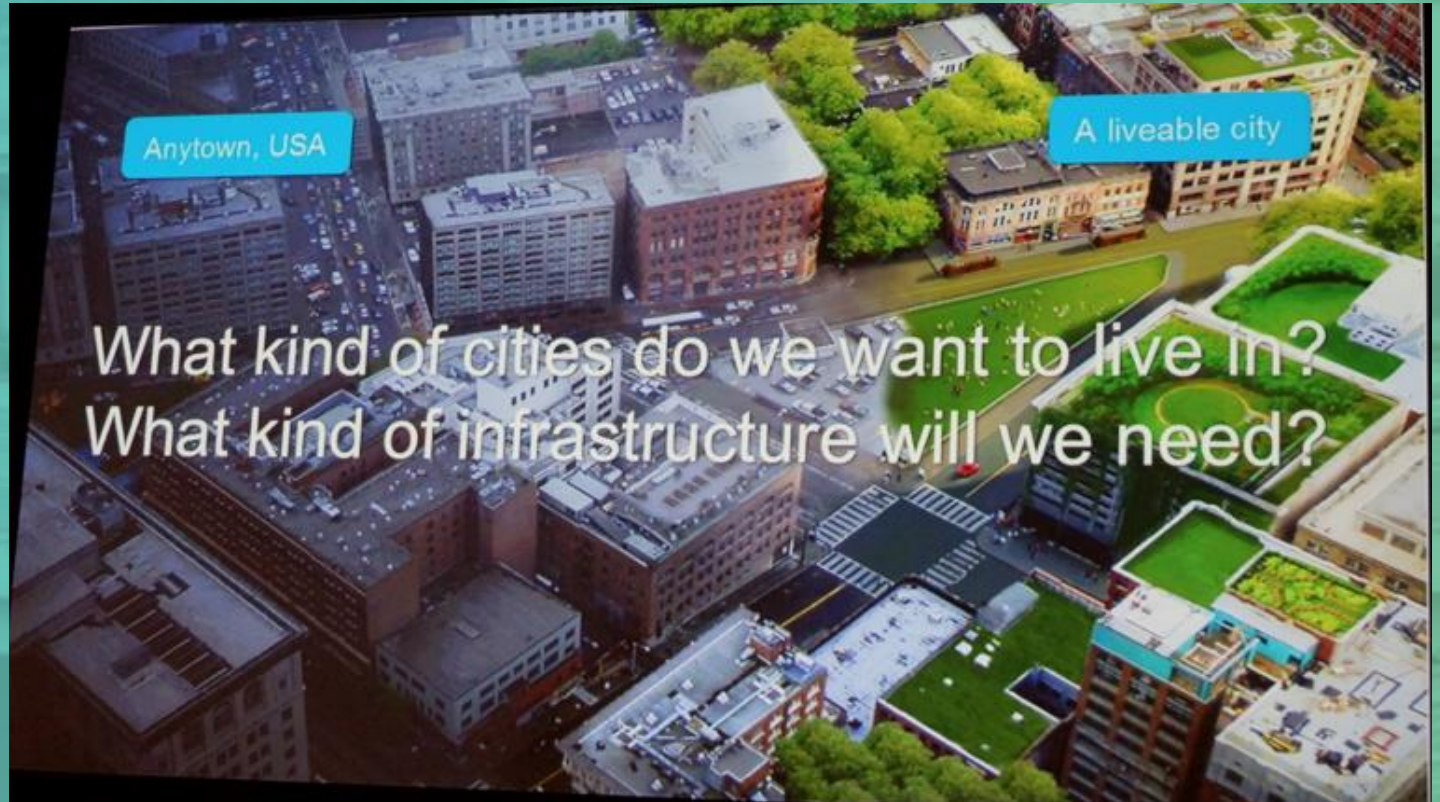 Anytown, USA
A liveable city
What kind of cities do we want to live in?
What kind of infrastructure will we need?